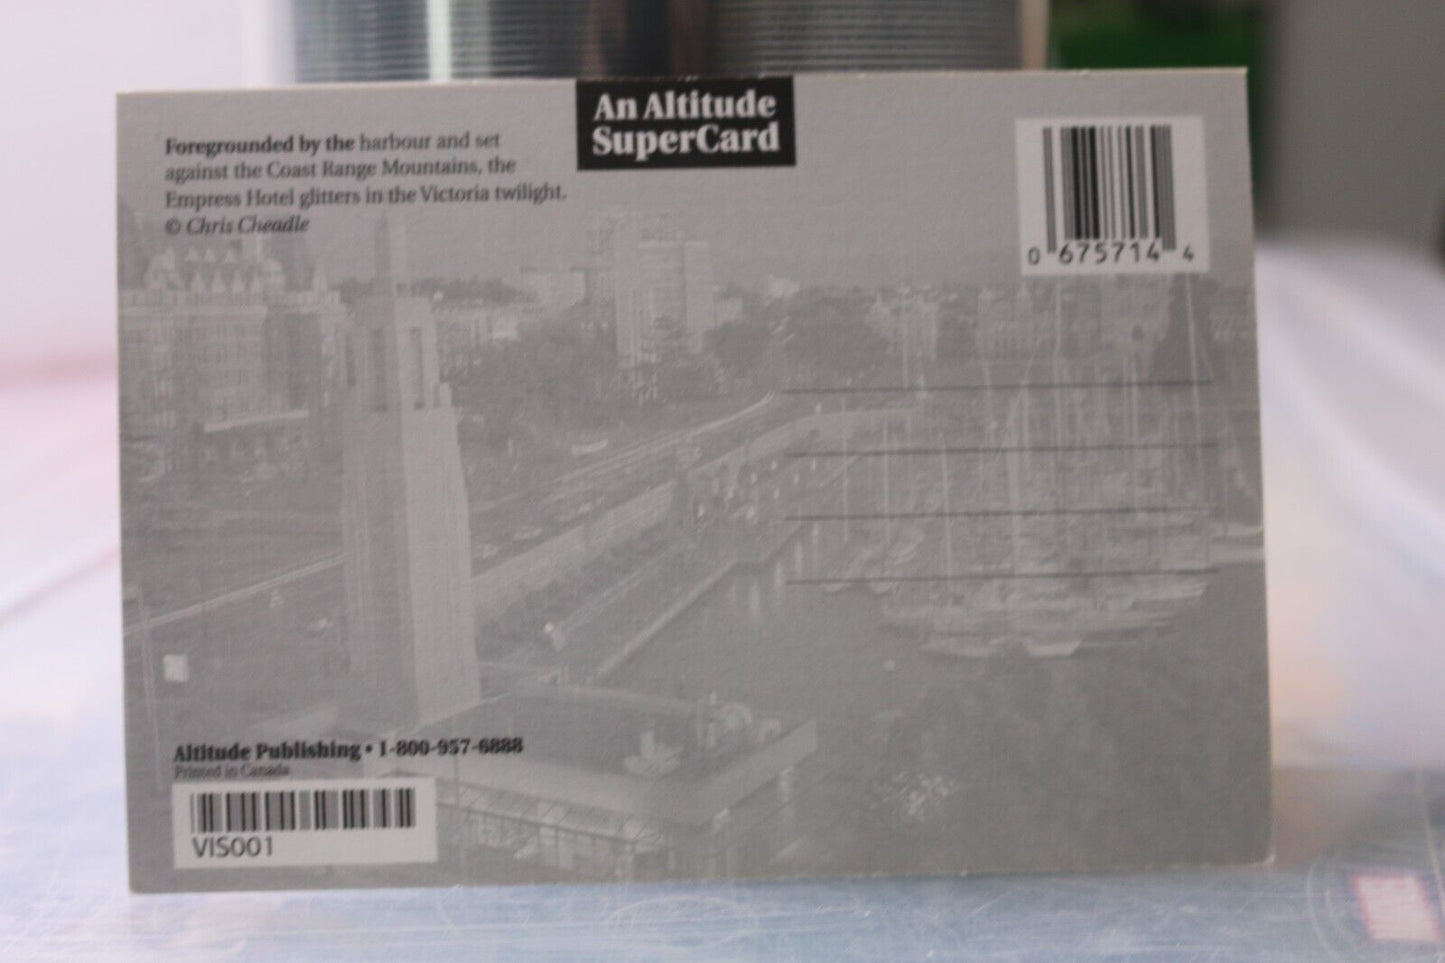 An Altitude
SuperCard
Foregrounded by the harbour and set
against the Coast Range Mountains, the
Empress Hotel glitters in the Victoria twilight.
© Chris Cheadle
0 675714 4
Altitude Publishing • 1-800-957-6888
Printed in Canada
VIS001